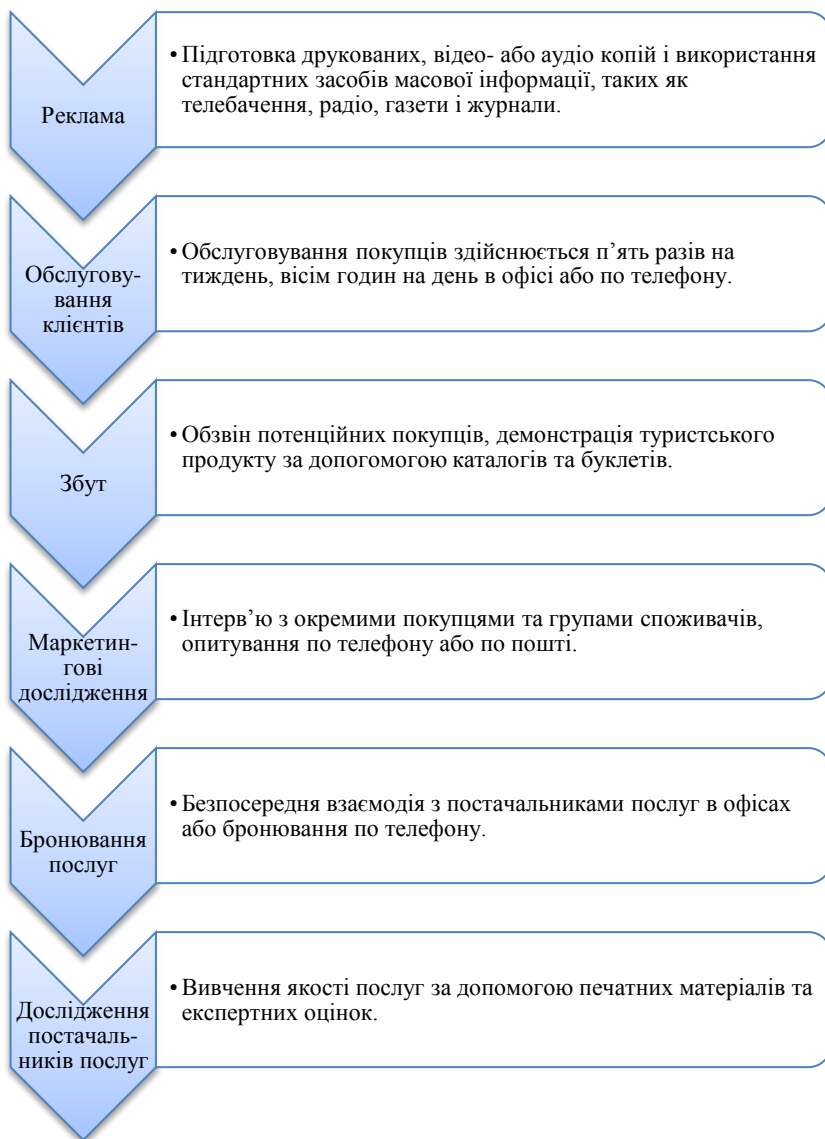 Реклама
• Підготовка друкованих, відео- або аудіо копій і використання
стандартних засобів масової інформації, таких як
телебачення, радіо, газети і журнали.
Обслугову-
вання
клієнтів
• Обслуговування покупців здійснюється п’ять разів на
тиждень, вісім годин на день в офісі або по телефону.
Збут
• Обзвін потенційних покупців, демонстрація туристського
продукту за допогомогою каталогів та буклетів.
Маркетин-
гові
дослідження
• Інтерв’ю з окремими покупцями та групами споживачів,
опитування по телефону або по пошті.
Бронювання
послуг
• Безпосередня взаємодія з постачальниками послуг в офісах
або бронювання по телефону.
Дослідження
постачаль-
ників послуг
• Вивчення якості послуг за допомогою печатних матеріалів та
експертних оцінок.